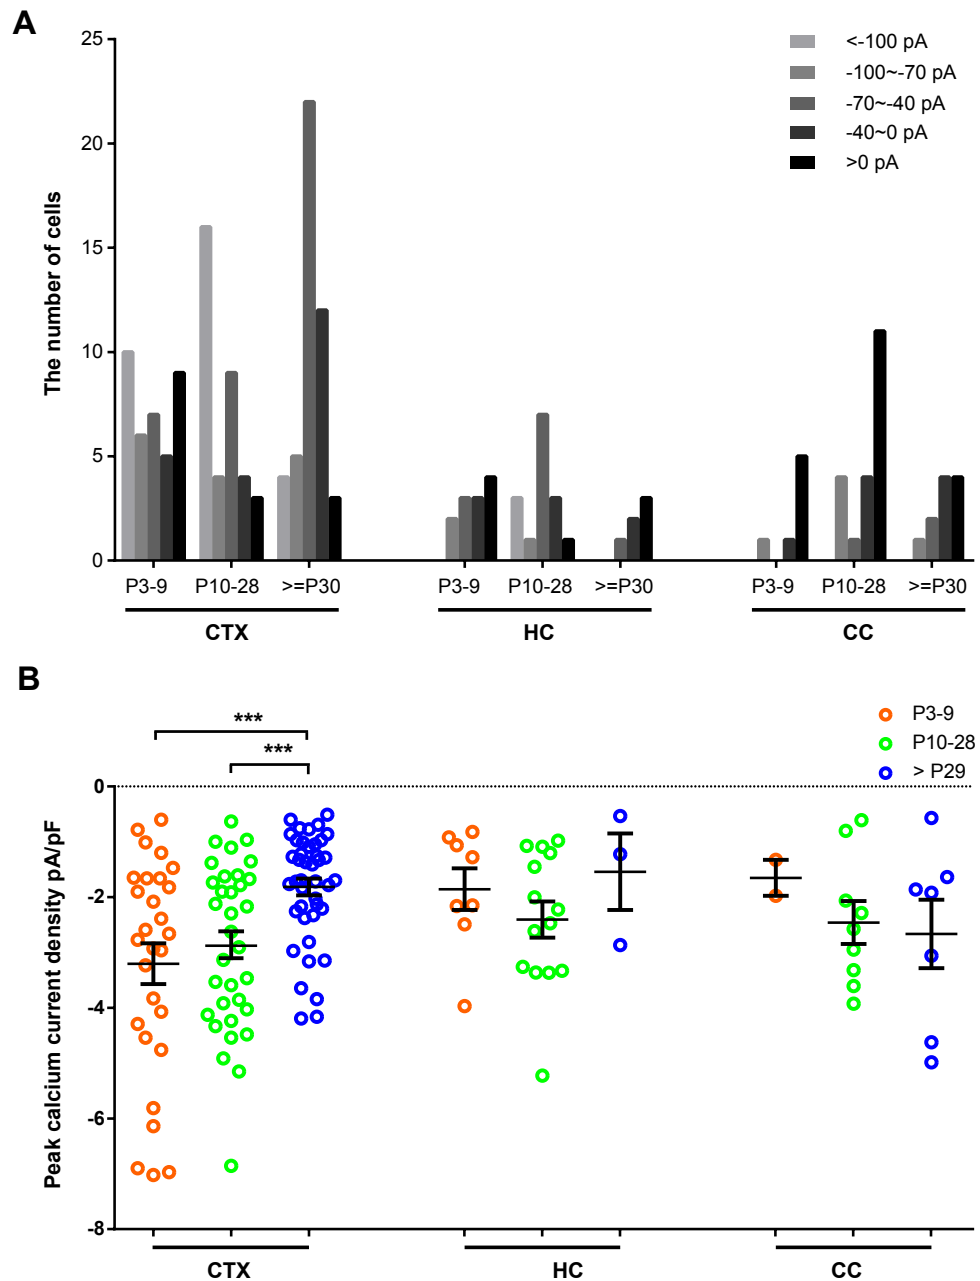 A
25
20
15
10
5
0
The number of cells
<-100 pA
-100~-70 pA
-70~-40 pA
-40~0 pA
>0 pA
P3-9 P10-28 >=P30 P3-9 P10-28 >=P30 P3-9 P10-28 >=P30
CTX HC CC
B
P3-9
P10-28
> P29
***
***
0
-2
-4
-6
-8
Peak calcium current density pA/pF
CTX HC CC